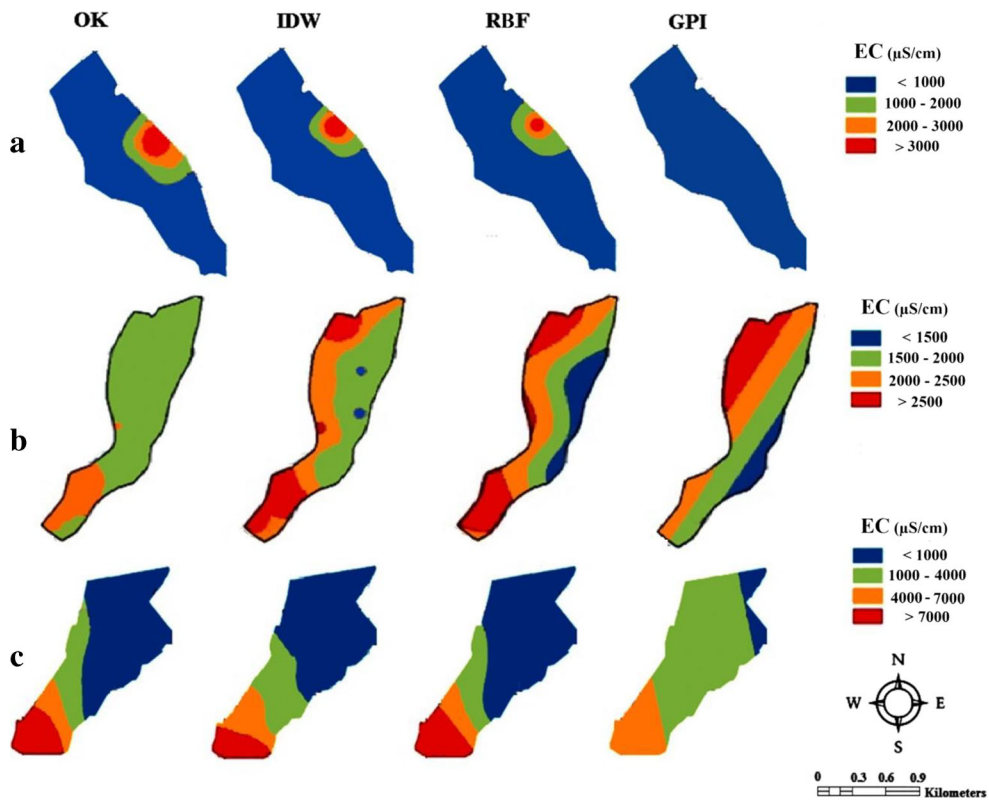 OK IDW RBF GPI
EC (µS/cm)
< 1000
1000 - 2000
2000 - 3000
> 3000
a
EC (µS/cm)
< 1500
1500 - 2000
2000 - 2500
> 2500
b
EC (µS/cm)
< 1000
1000 - 4000
4000 - 7000
> 7000
c
N
W E
S
0 0.3 0.6 0.9
Kilometers